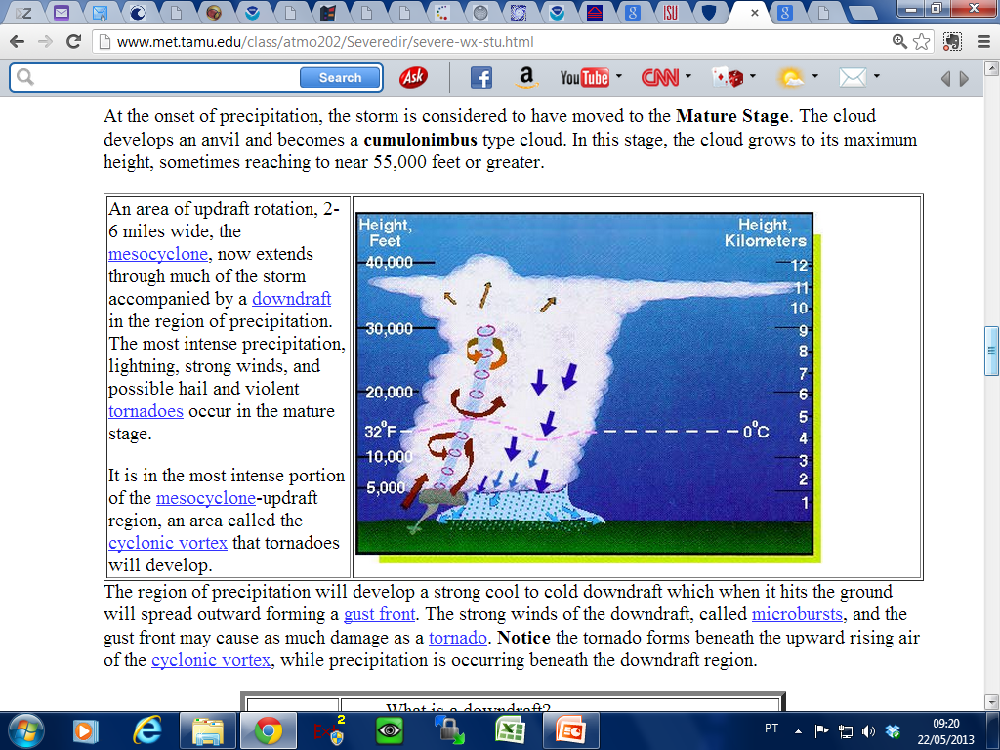 www.met.tamu.edu/class/atmo202/Severedir/severe-wx-stu.html
Search
Ask
YouTube
CNN
At the onset of precipitation, the storm is considered to have moved to the Mature Stage. The cloud
develops an anvil and becomes a cumulonimbus type cloud. In this stage, the cloud grows to its maximum
height, sometimes reaching to near 55,000 feet or greater.
An area of updraft rotation, 2-
6 miles wide, the
mesocyclone, now extends
through much of the storm
accompanied by a downdraft
in the region of precipitation.
The most intense precipitation,
lightning, strong winds, and
possible hail and violent
tornadoes occur in the mature
stage.
It is in the most intense portion
of the mesocyclone-updraft
region, an area called the
cyclonic vortex that tornadoes
will develop.
Height,
Feet
40,000
30,000
20,000
32°F
10,000
5,000
Height,
Kilometers
12
11
10
9
8
7
6
5
0°C
4
3
2
1
The region of precipitation will develop a strong cool to cold downdraft which when it hits the ground
will spread outward forming a gust front. The strong winds of the downdraft, called microbursts, and the
gust front may cause as much damage as a tornado. Notice the tornado forms beneath the upward rising air
of the cyclonic vortex, while precipitation is occurring beneath the downdraft region.
What is a downdraft?
PT
09:20
22/05/2013